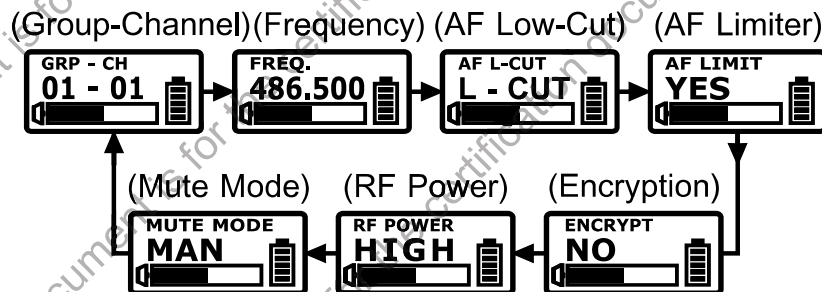 (Group-Channel) (Frequency) (AF Low-Cut) (AF Limiter)
GRP - CH
01 - 01
FREQ.
486.500
AF L-CUT
L - CUT
AF LIMIT
YES
(Mute Mode) (RF Power) (Encryption)
MUTE MODE
MAN
RF POWER
HIGH
ENCRYPT
NO